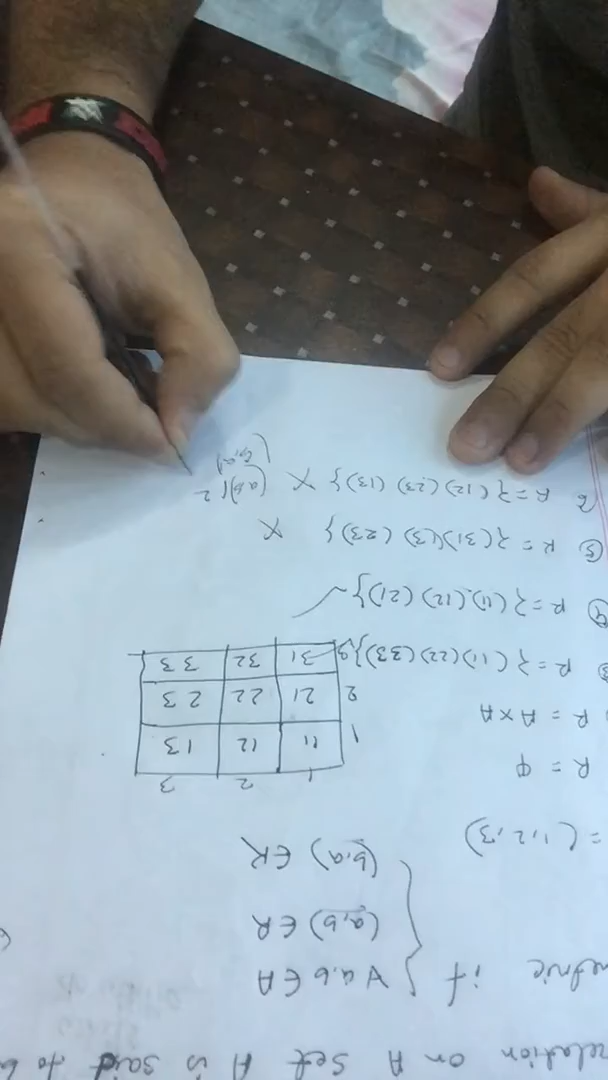 relation on A set A is said to b
metric if ∀ a,b ∈ A
(a,b) ∈ R
(b,a) ∈ R
= (1,2,3)
R = φ
R = A × A
1 2 3
1 11 12 13
2 21 22 23
3 31 32 33
R = {(11)(22)(33)}
④ R = {(11)(12)(21)}
⑤ R = {(31)(13)(23)} ×
6 R = {(12)(23)(13)} × (a,b)